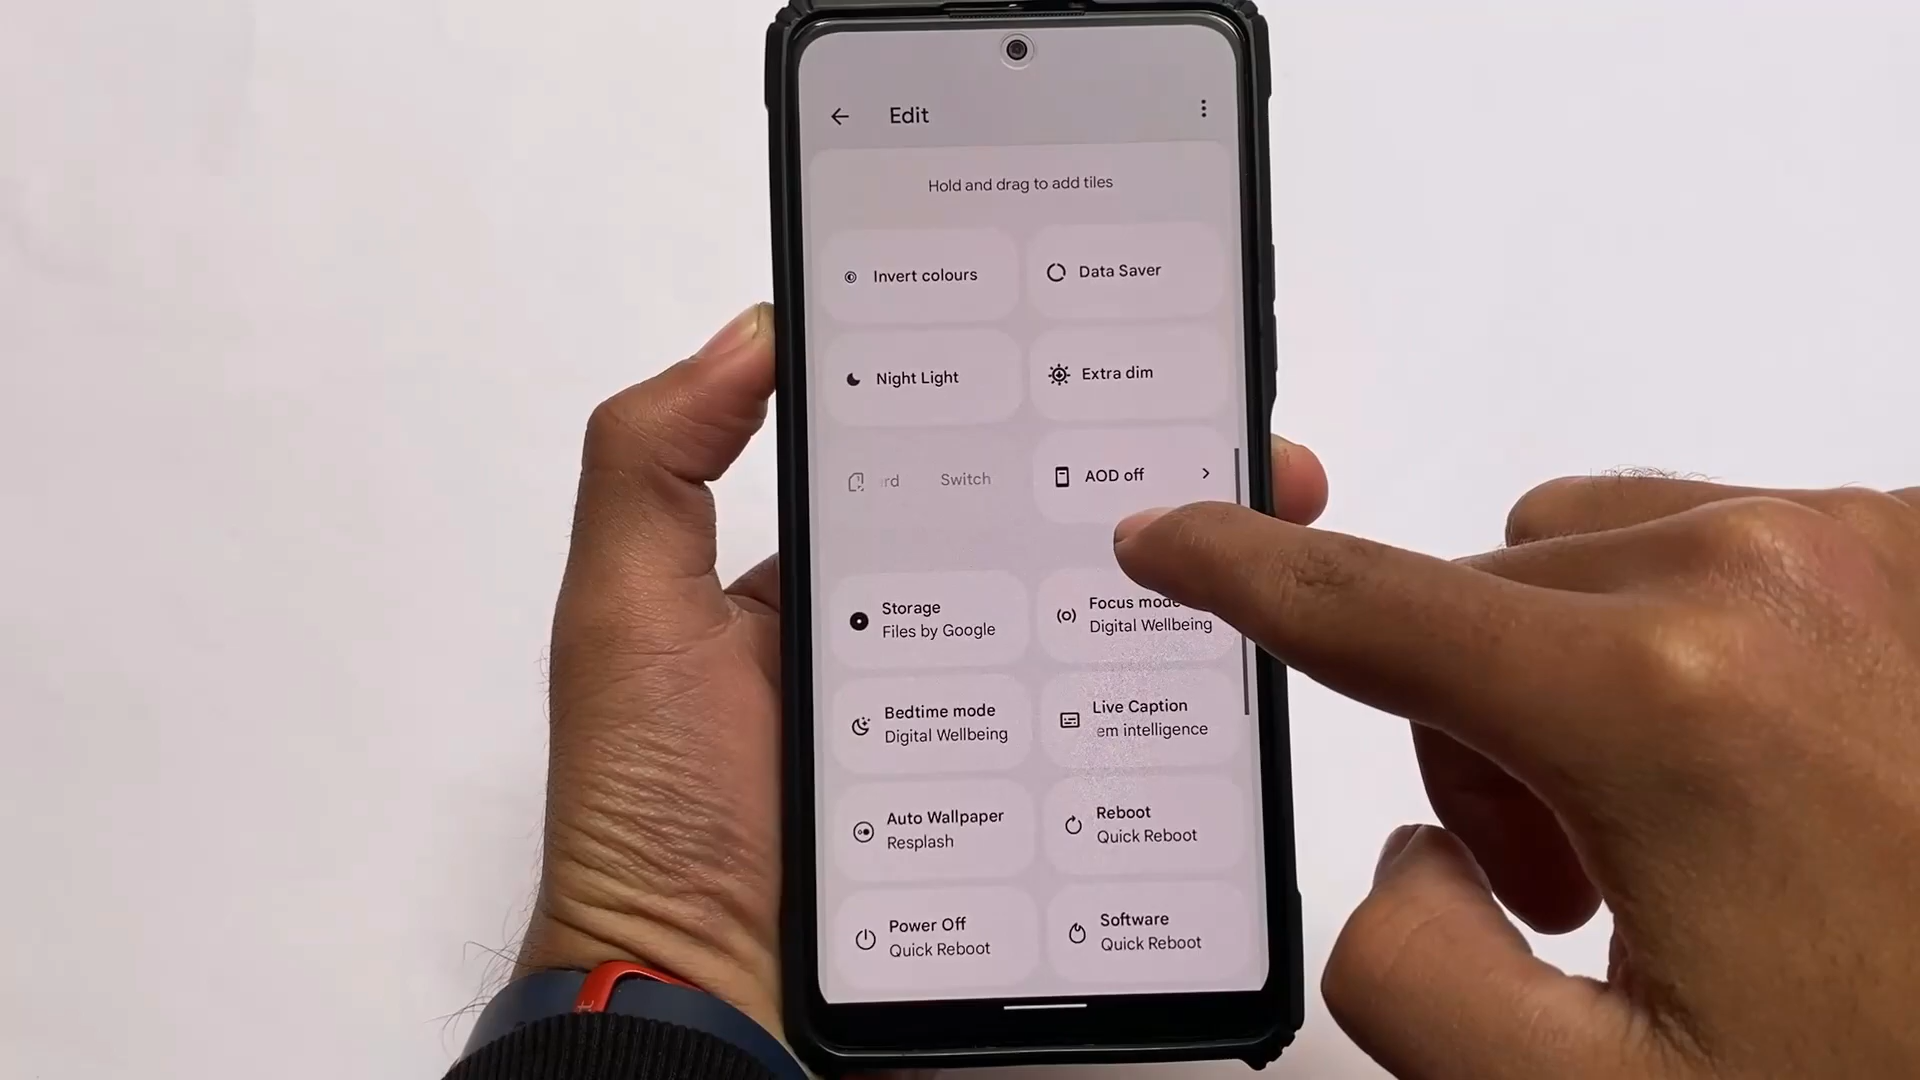 Edit
Hold and drag to add tiles
Invert colours
Data Saver
Night Light
Extra dim
Switch
AOD off
Storage
Files by Google
Focus mode
Digital Wellbeing
Bedtime mode
Digital Wellbeing
Live Caption
em intelligence
Auto Wallpaper
Resplash
Reboot
Quick Reboot
Power Off
Quick Reboot
Software
Quick Reboot